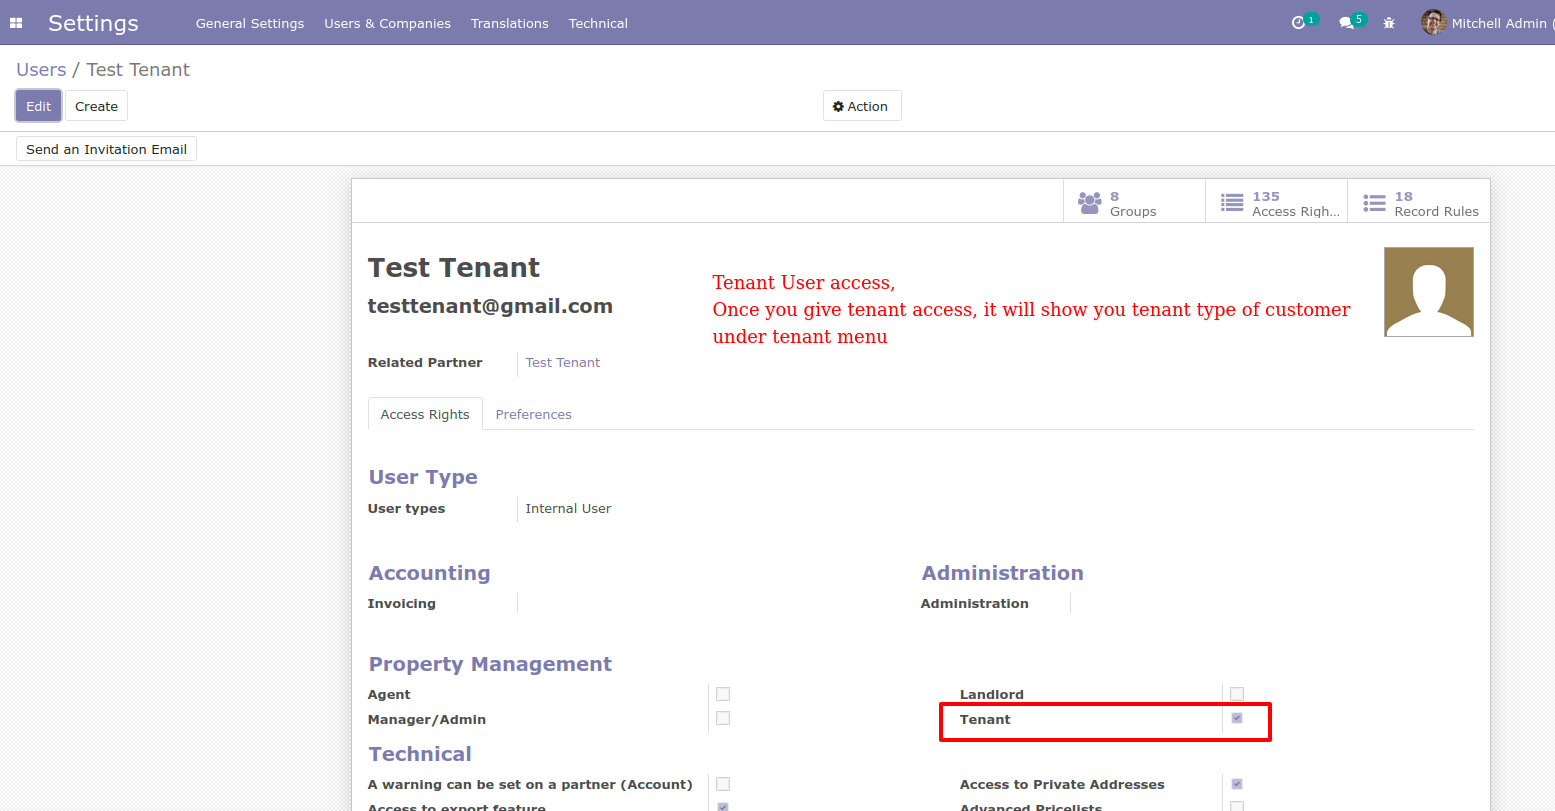 Settings General Settings Users & Companies Translations Technical 1 5 Mitchell Admin (
Users / Test Tenant
Edit Create Action
Send an Invitation Email
8 Groups 135 Access Righ... 18 Record Rules
Test Tenant
testtenant@gmail.com
Tenant User access,
Once you give tenant access, it will show you tenant type of customer
under tenant menu
Related Partner Test Tenant
Access Rights Preferences
User Type
User types Internal User
Accounting Administration
Invoicing Administration
Property Management
Agent Landlord
Manager/Admin Tenant
Technical
A warning can be set on a partner (Account) Access to Private Addresses
Access to export feature Advanced Pricelists